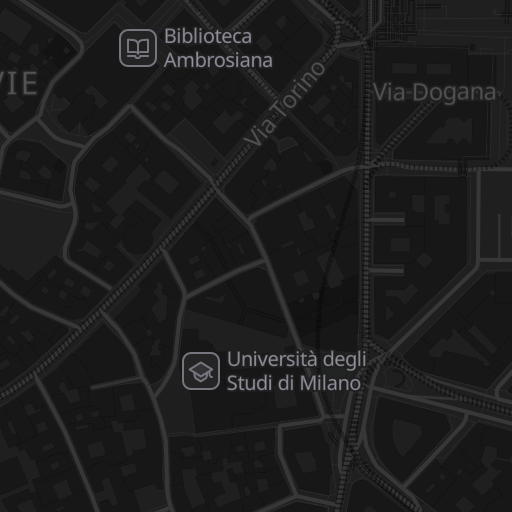 Biblioteca
Ambrosiana
VIE
Via Torino
Via Dogana
Università degli
Studi di Milano